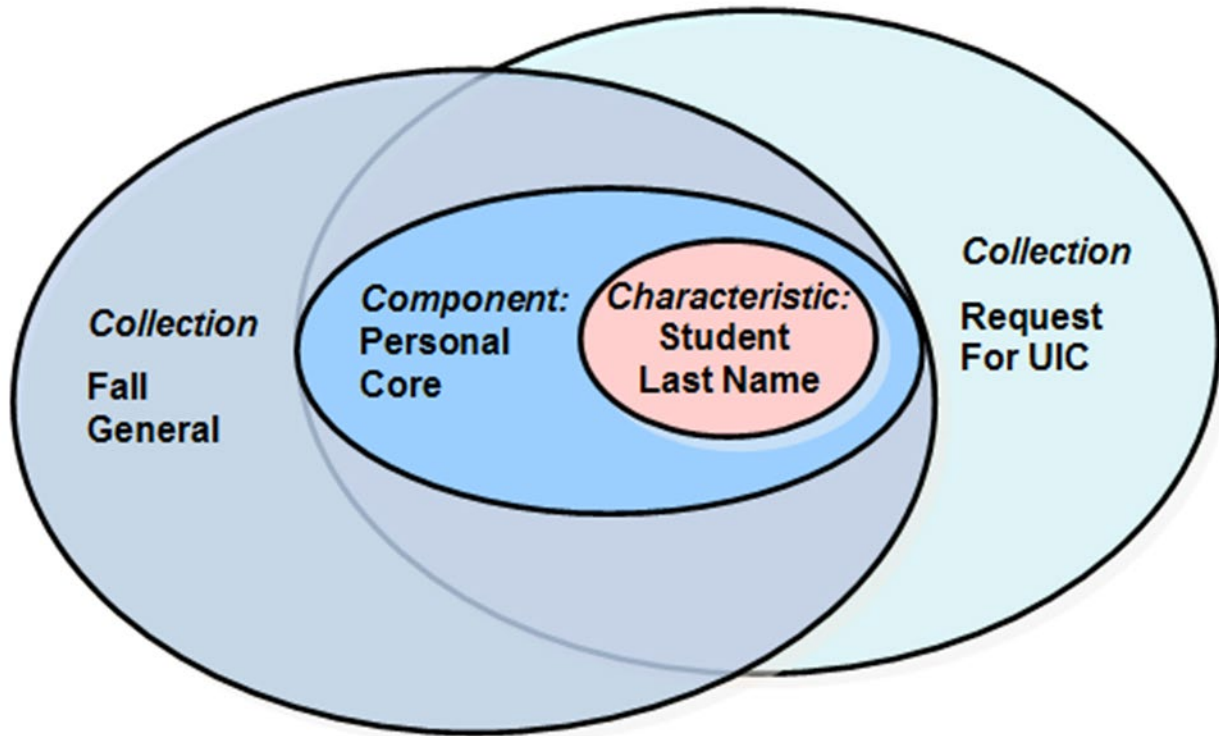 Collection
Fall
General
Component:
Personal
Core
Characteristic:
Student
Last Name
Collection
Request
For UIC